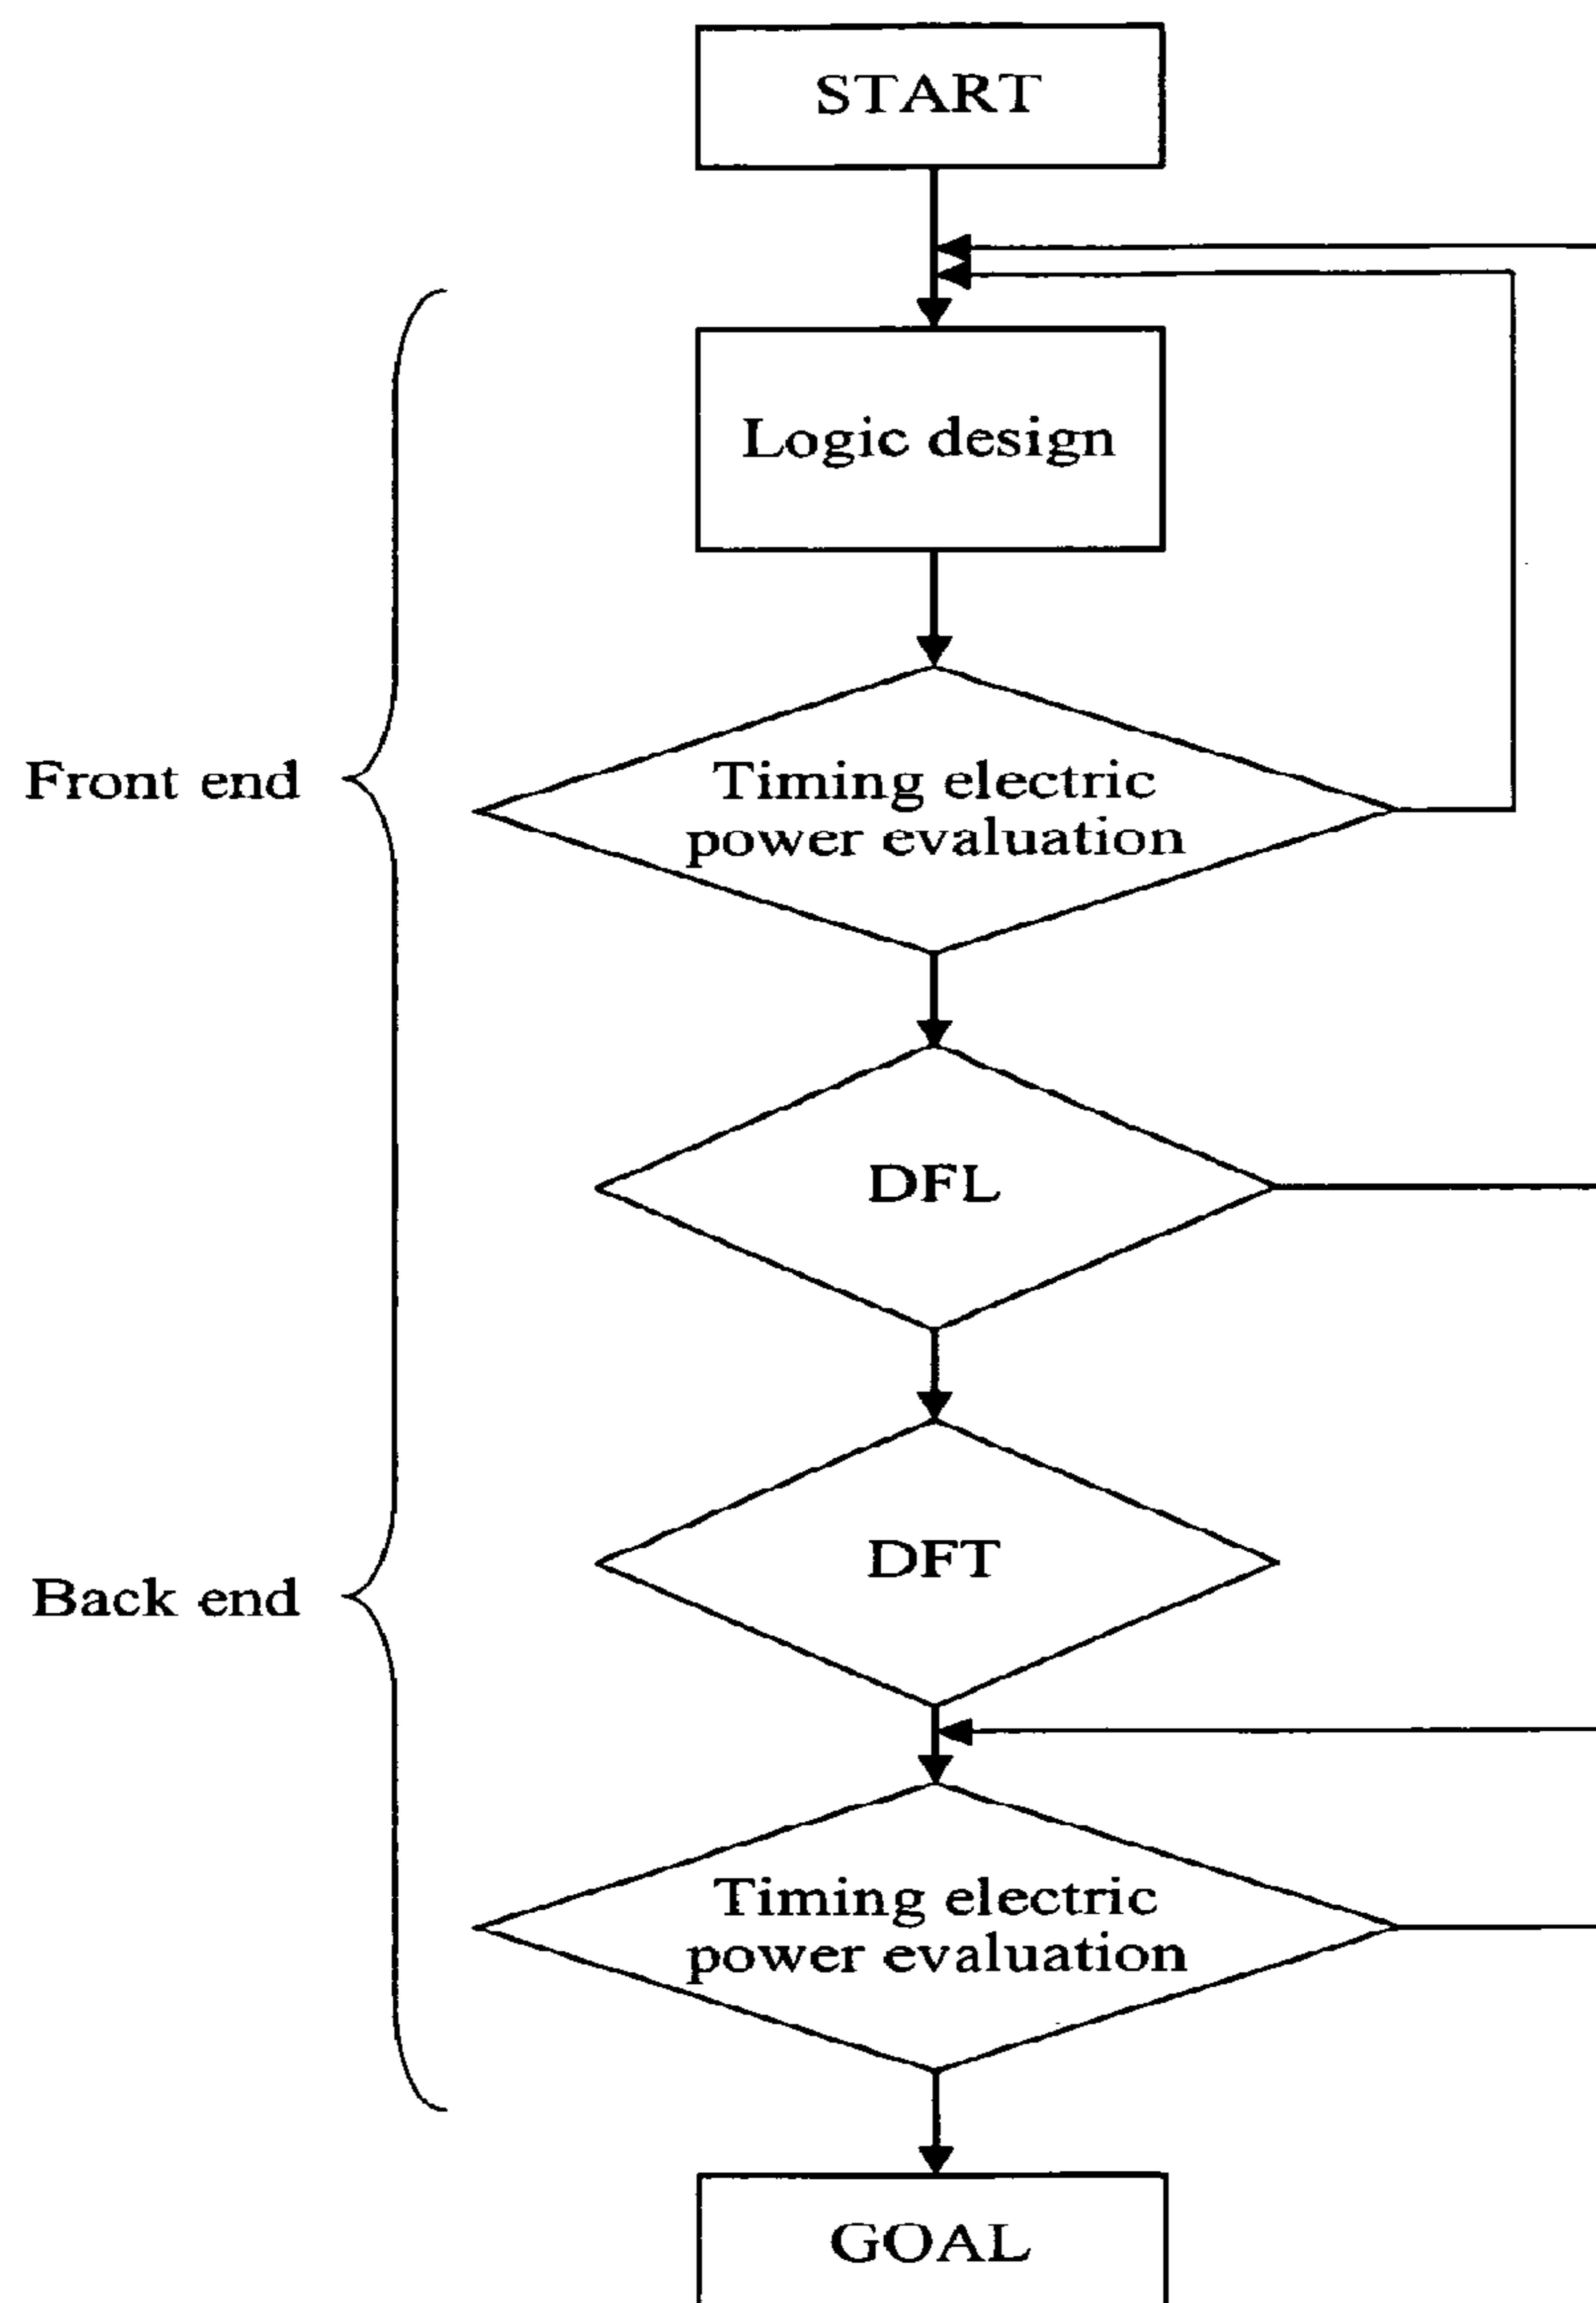 START
Logic design
Front end
Timing electric
power evaluation
DFL
DFT
Back end
Timing electric
power evaluation
GOAL